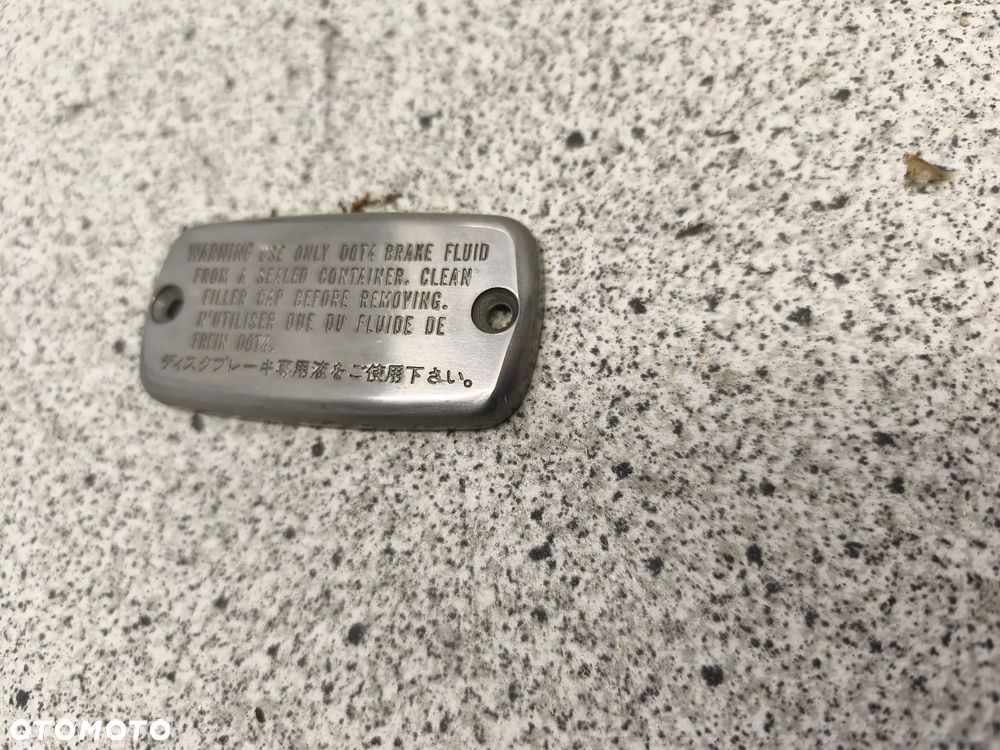 WARNING USE ONLY DOT4 BRAKE FLUID
FROM A SEALED CONTAINER. CLEAN
FILLER CAP BEFORE REMOVING.
N'UTILISER QUE DU FLUIDE DE
FREIN DOT4.
ディスクブレーキ専用液をご使用下さい。
OTOMOTO